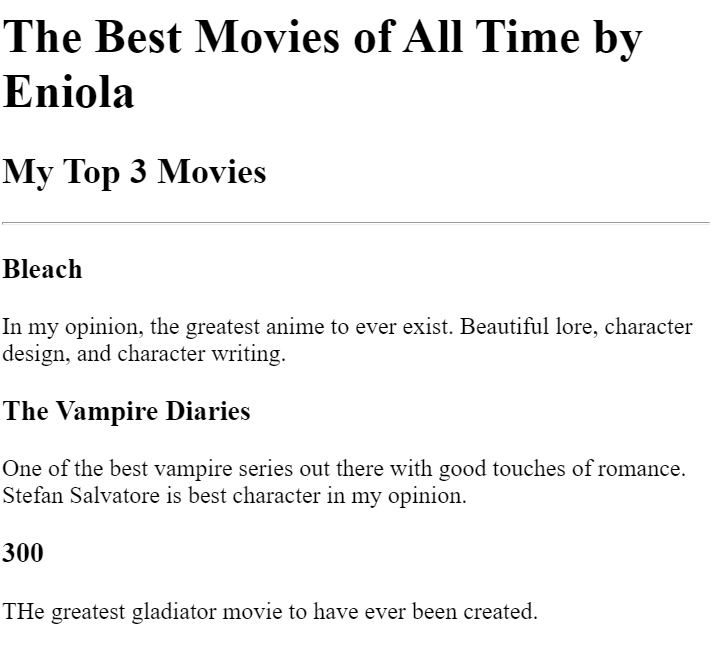 The Best Movies of All Time by
Eniola
My Top 3 Movies
Bleach
In my opinion, the greatest anime to ever exist. Beautiful lore, character
design, and character writing.
The Vampire Diaries
One of the best vampire series out there with good touches of romance.
Stefan Salvatore is best character in my opinion.
300
THe greatest gladiator movie to have ever been created.